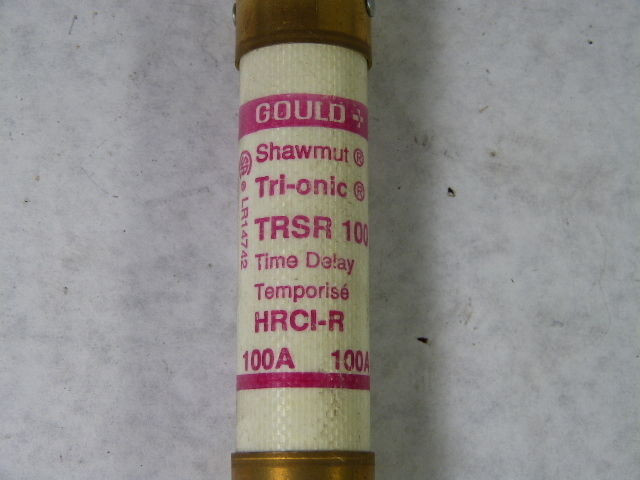 GOULD
Shawmut®
Tri-onic®
TRSR 100
Time Delay
Temporisé
HRCI-R
100A 100A
LR14742